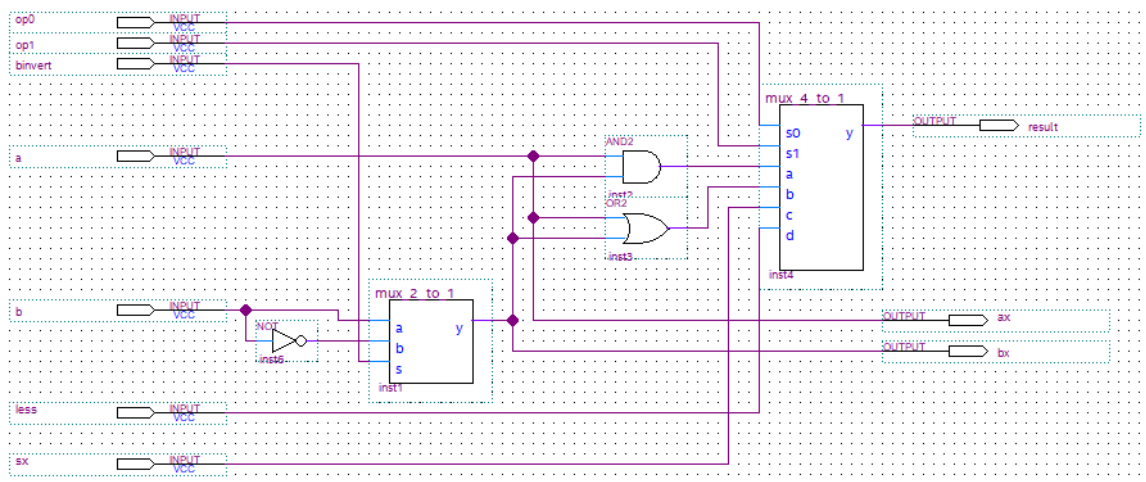 op0 INPUT VCC
op1 INPUT VCC
binvert INPUT VCC
mux 4 to 1
s0 y OUTPUT result
s1
a
b
c
d
inst4
a INPUT VCC
AND2
inst2
OR2
inst3
b INPUT VCC
NOT
inst6
mux 2 to 1
a y
b
s
inst1
OUTPUT ax
OUTPUT bx
less INPUT VCC
sx INPUT VCC